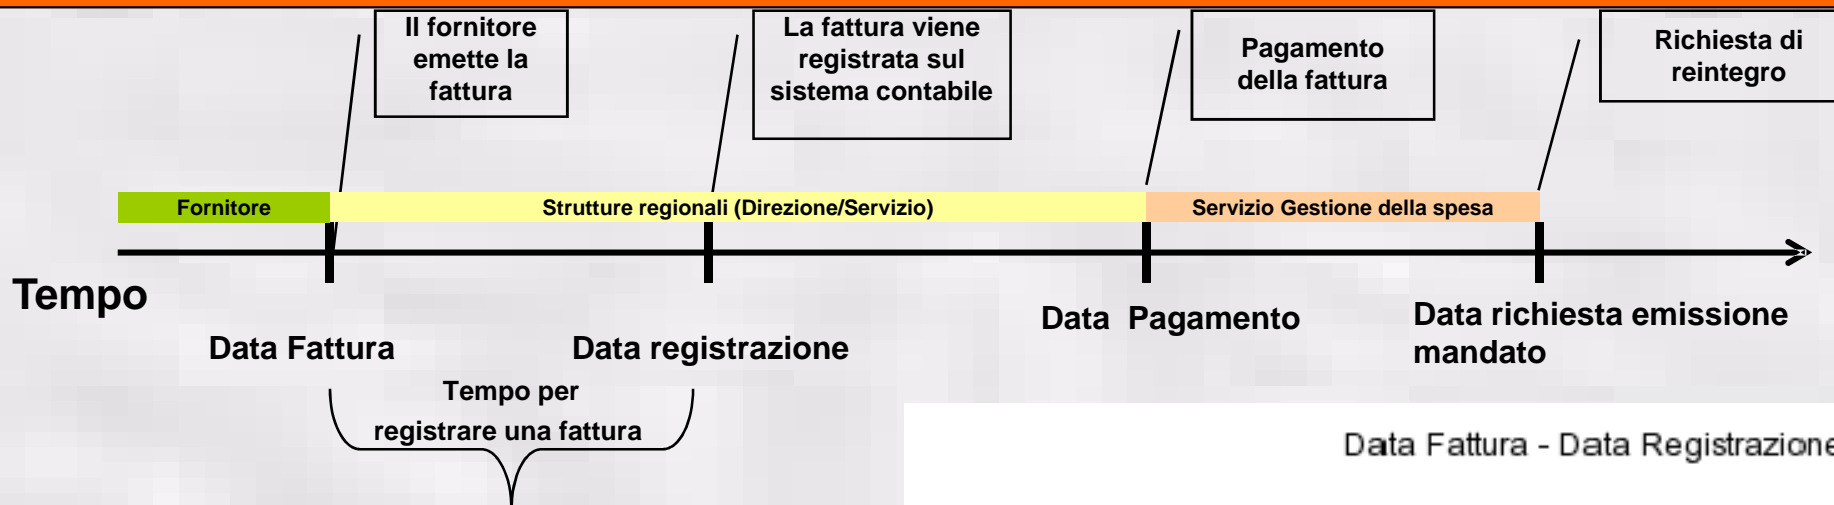 Il fornitore
emette la
fattura
La fattura viene
registrata sul
sistema contabile
Pagamento
della fattura
Richiesta di
reintegro
Fornitore
Strutture regionali (Direzione/Servizio)
Servizio Gestione della spesa
Tempo
Data Fattura
Data registrazione
Data Pagamento
Data richiesta emissione
mandato
Tempo per
registrare una fattura
Data Fattura - Data Registrazione